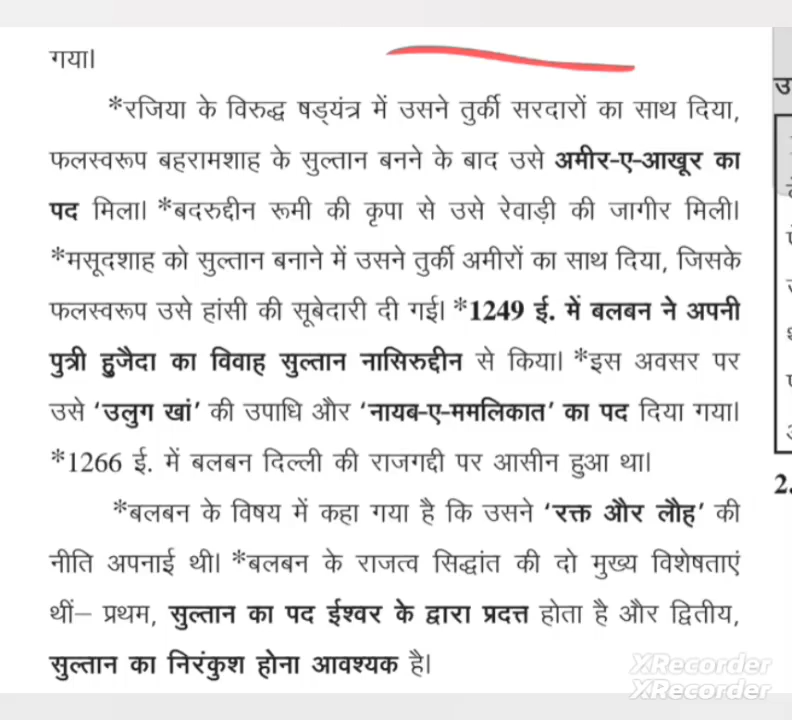 गया।
*रजिया के विरुद्ध षड्यंत्र में उसने तुर्की सरदारों का साथ दिया,
फलस्वरूप बहरामशाह के सुल्तान बनने के बाद उसे अमीर-ए-आखूर का
पद मिला। *बदरुद्दीन रूमी की कृपा से उसे रेवाड़ी की जागीर मिली।
*मसूदशाह को सुल्तान बनाने में उसने तुर्की अमीरों का साथ दिया, जिसके
फलस्वरूप उसे हांसी की सूबेदारी दी गई। *1249 ई. में बलबन ने अपनी
पुत्री हुजैदा का विवाह सुल्तान नासिरुद्दीन से किया। *इस अवसर पर
उसे ‘उलुग खां’ की उपाधि और ‘नायब-ए-ममलिकात’ का पद दिया गया।
*1266 ई. में बलबन दिल्ली की राजगद्दी पर आसीन हुआ था।
*बलबन के विषय में कहा गया है कि उसने ‘रक्त और लौह’ की
नीति अपनाई थी। *बलबन के राजत्व सिद्धांत की दो मुख्य विशेषताएं
थीं– प्रथम, सुल्तान का पद ईश्वर के द्वारा प्रदत्त होता है और द्वितीय,
सुल्तान का निरंकुश होना आवश्यक है।
उ
2.
XRecorder
XRecorder